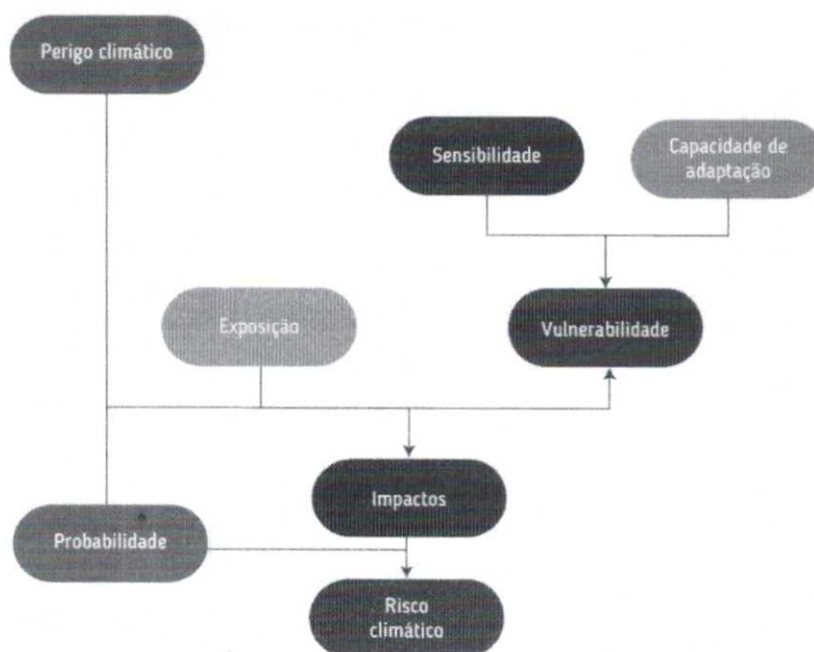 Perigo climático
Sensibilidade
Capacidade de
adaptação
Exposição
Vulnerabilidade
Impactos
Probabilidade
Risco
climático